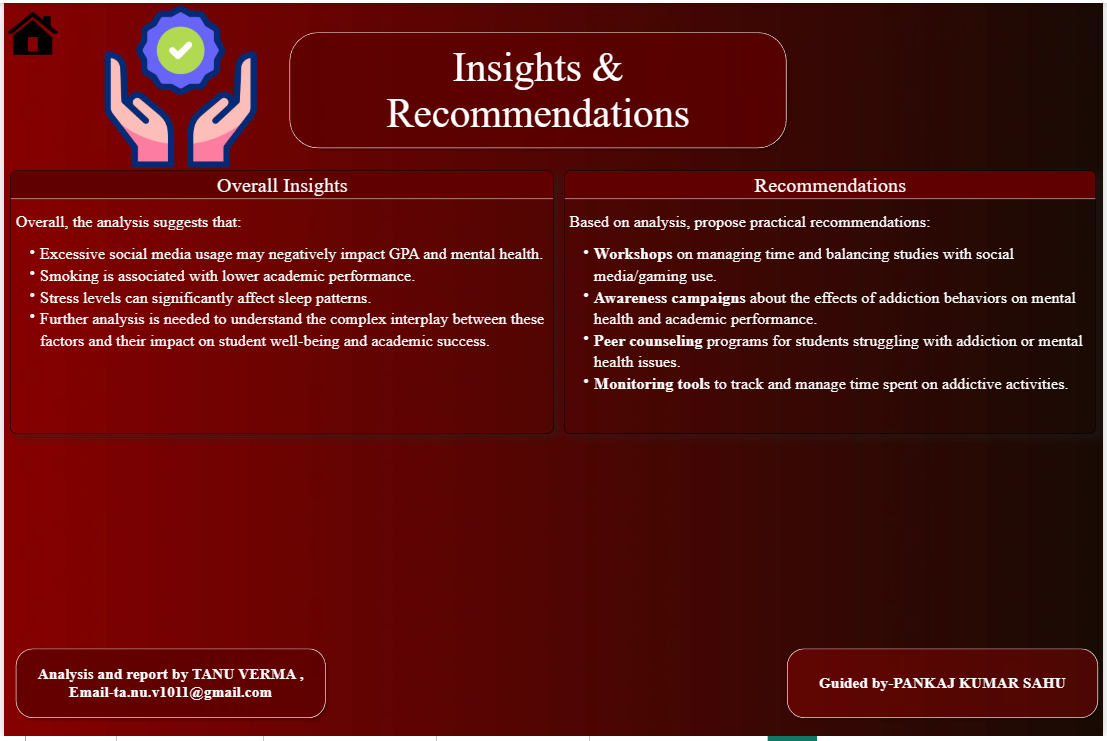 Insights &
Recommendations
Overall Insights
Overall, the analysis suggests that:
• Excessive social media usage may negatively impact GPA and mental health.
• Smoking is associated with lower academic performance.
• Stress levels can significantly affect sleep patterns.
• Further analysis is needed to understand the complex interplay between these
factors and their impact on student well-being and academic success.
Recommendations
Based on analysis, propose practical recommendations:
• Workshops on managing time and balancing studies with social
media/gaming use.
• Awareness campaigns about the effects of addiction behaviors on mental
health and academic performance.
• Peer counseling programs for students struggling with addiction or mental
health issues.
• Monitoring tools to track and manage time spent on addictive activities.
Analysis and report by TANU VERMA ,
Email-ta.nu.v1011@gmail.com
Guided by-PANKAJ KUMAR SAHU